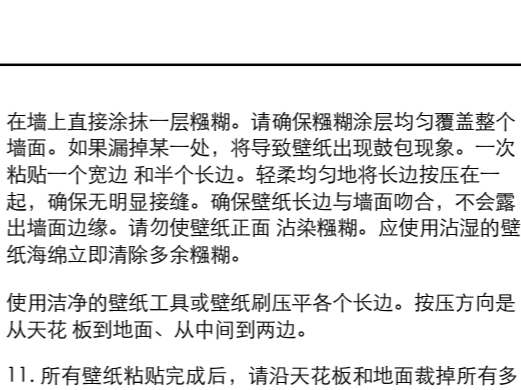 在墙上直接涂抹一层糨糊。请确保糨糊涂层均匀覆盖整个
墙面。如果漏掉某一处，将导致壁纸出现鼓包现象。一次
粘贴一个宽边 和半个长边。轻柔均匀地将长边按压在一
起，确保无明显接缝。确保壁纸长边与墙面吻合，不会露
出墙面边缘。请勿使壁纸正面 沾染糨糊。应使用沾湿的壁
纸海绵立即清除多余糨糊。
使用洁净的壁纸工具或壁纸刷压平各个长边。按压方向是
从天花 板到地面、从中间到两边。
11. 所有壁纸粘贴完成后，请沿天花板和地面裁掉所有多